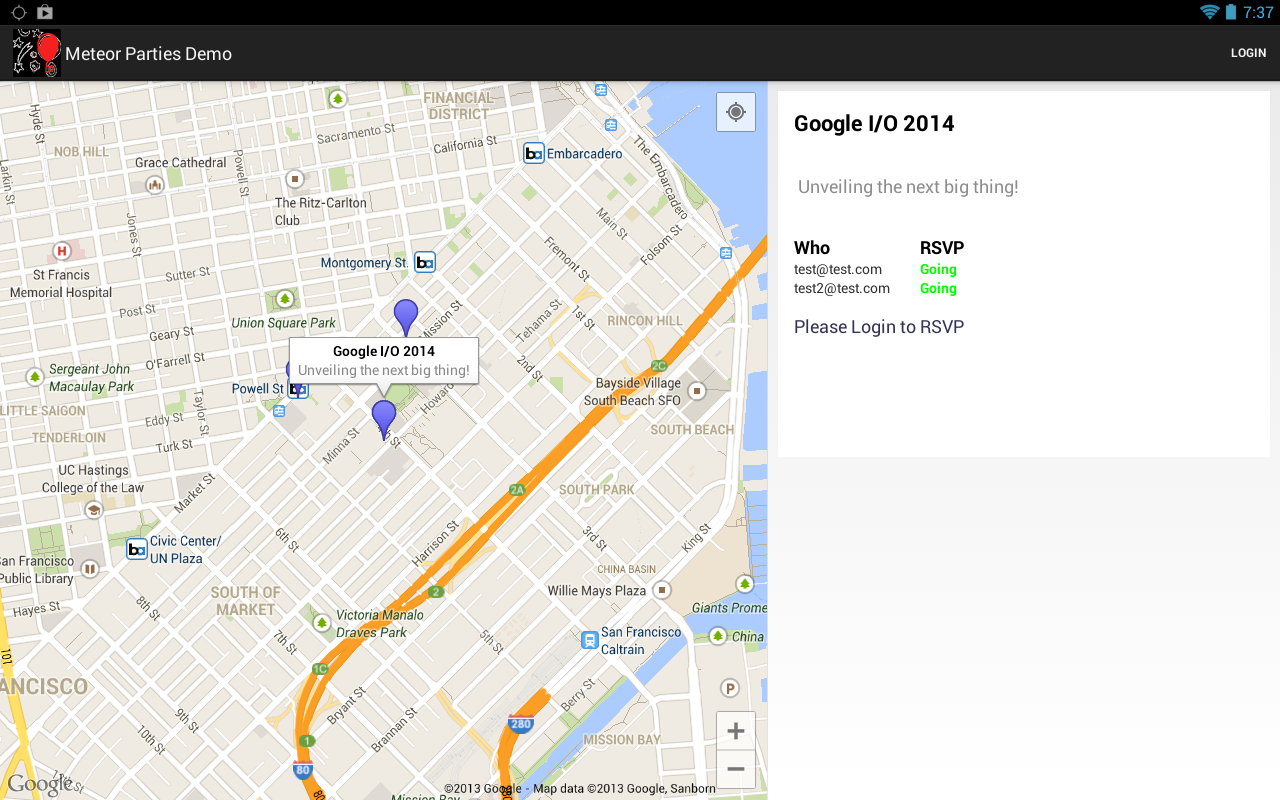 7:37
Meteor Parties Demo
LOGIN
Hyde St
FINANCIAL
DISTRICT
Sacramento St
California St
NOB HILL
Grace Cathedral
Powell St
Larkin St
Embarcadero
The Embarcadero
The Ritz-Carlton
Club
Jones St
Main St
Folsom St
Fremont St
St Francis
Memorial Hospital
Sutter St
Montgomery St.
Post St
Union Square Park
Geary St
Mission St
Tehama St
1st St
RINCON HILL
O'Farrell St
Google I/O 2014
Unveiling the next big thing!
2nd St
2C
Sergeant John
Macaulay Park
Powell St
Bayside Village
South Beach SFO
Taylor St
LITTLE SAIGON
Eddy St
TENDERLOIN
Turk St
Minna St
Howard
SOUTH BEACH
UC Hastings
College of the Law
Market St
2A
SOUTH PARK
Civic Center/
UN Plaza
6th St
Harrison St
3rd St
King St
San Francisco
Public Library
CHINA BASIN
Willie Mays Plaza
Hayes St
8th St
SOUTH OF
MARKET
2
Victoria Manalo
Draves Park
Giants Prome
7th St
5th St
San Francisco
Caltrain
China
101
1C
ANCISCO
Bryant St
Berry St
P
9th St
Brannan St
280
10th St
1
MISSION BAY
80
Google
Mission Bay
©2013 Google - Map data ©2013 Google, Sanborn
Google I/O 2014
Unveiling the next big thing!
Who RSVP
test@test.com Going
test2@test.com Going
Please Login to RSVP